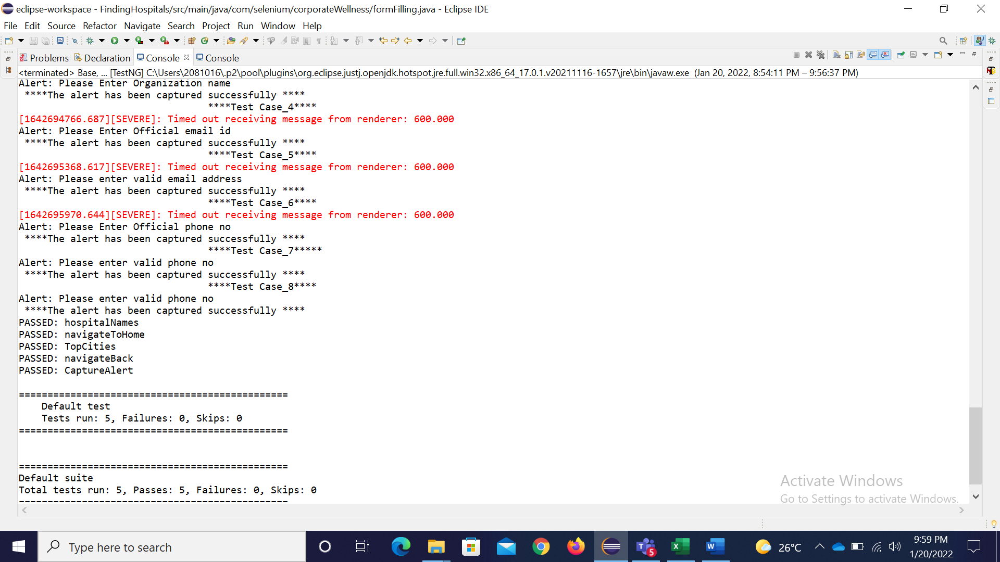 eclipse-workspace - FindingHospitals/src/main/java/com/selenium/corporateWellness/formFilling.java - Eclipse IDE
File Edit Source Refactor Navigate Search Project Run Window Help
Problems Declaration Console Console
<terminated> Base, ... [TestNG] C:\Users\2081016\.p2\pool\plugins\org.eclipse.justj.openjdk.hotspot.jre.full.win32.x86_64_17.0.1.v20211116-1657\jre\bin\javaw.exe (Jan 20, 2022, 8:54:11 PM – 9:56:37 PM)
Alert: Please Enter Organization name
****The alert has been captured successfully ****
****Test Case_4****
[1642694766.687][SEVERE]: Timed out receiving message from renderer: 600.000
Alert: Please Enter Official email id
****The alert has been captured successfully ****
****Test Case_5****
[1642695368.617][SEVERE]: Timed out receiving message from renderer: 600.000
Alert: Please enter valid email address
****The alert has been captured successfully ****
****Test Case_6****
[1642695970.644][SEVERE]: Timed out receiving message from renderer: 600.000
Alert: Please Enter Official phone no
****The alert has been captured successfully ****
****Test Case_7*****
Alert: Please enter valid phone no
****The alert has been captured successfully ****
****Test Case_8****
Alert: Please enter valid phone no
****The alert has been captured successfully ****
PASSED: hospitalNames
PASSED: navigateToHome
PASSED: TopCities
PASSED: navigateBack
PASSED: CaptureAlert
===============================================
Default test
Tests run: 5, Failures: 0, Skips: 0
===============================================
===============================================
Default suite
Total tests run: 5, Passes: 5, Failures: 0, Skips: 0
===============================================
Activate Windows
Go to Settings to activate Windows.
Type here to search
5
26°C
9:59 PM
1/20/2022